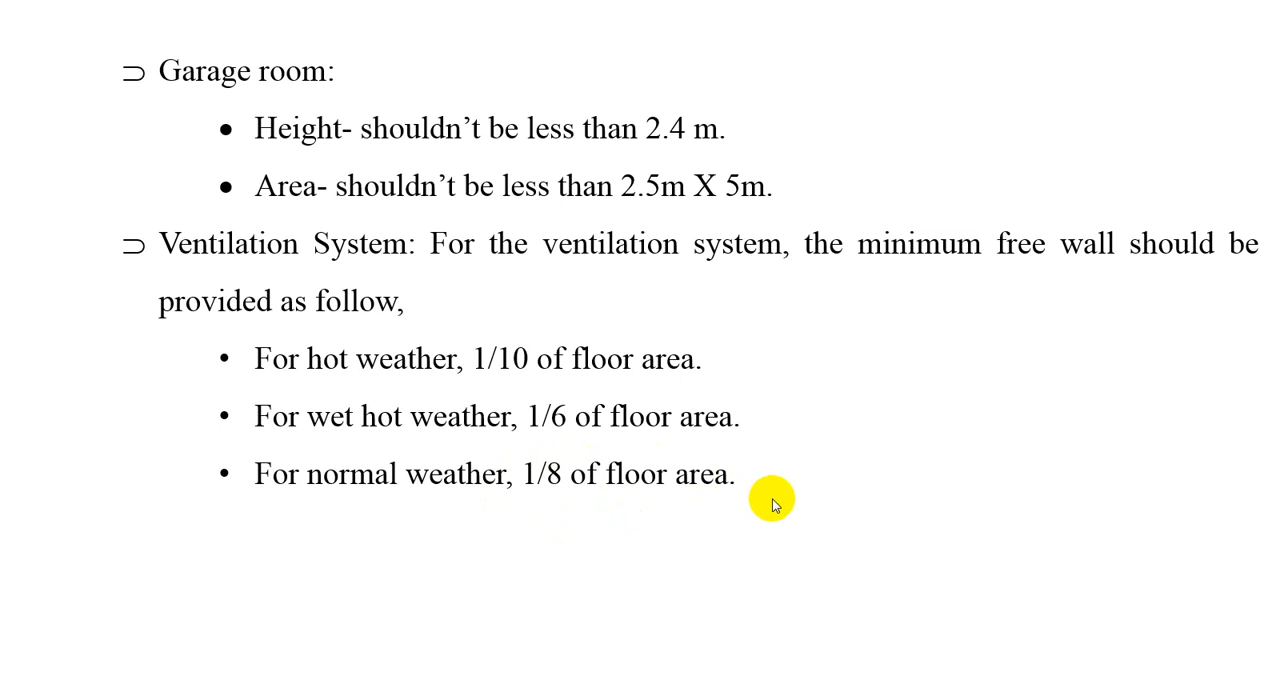 ⊃ Garage room:
• Height- shouldn’t be less than 2.4 m.
• Area- shouldn’t be less than 2.5m X 5m.
⊃ Ventilation System: For the ventilation system, the minimum free wall should be
provided as follow,
• For hot weather, 1/10 of floor area.
• For wet hot weather, 1/6 of floor area.
• For normal weather, 1/8 of floor area.